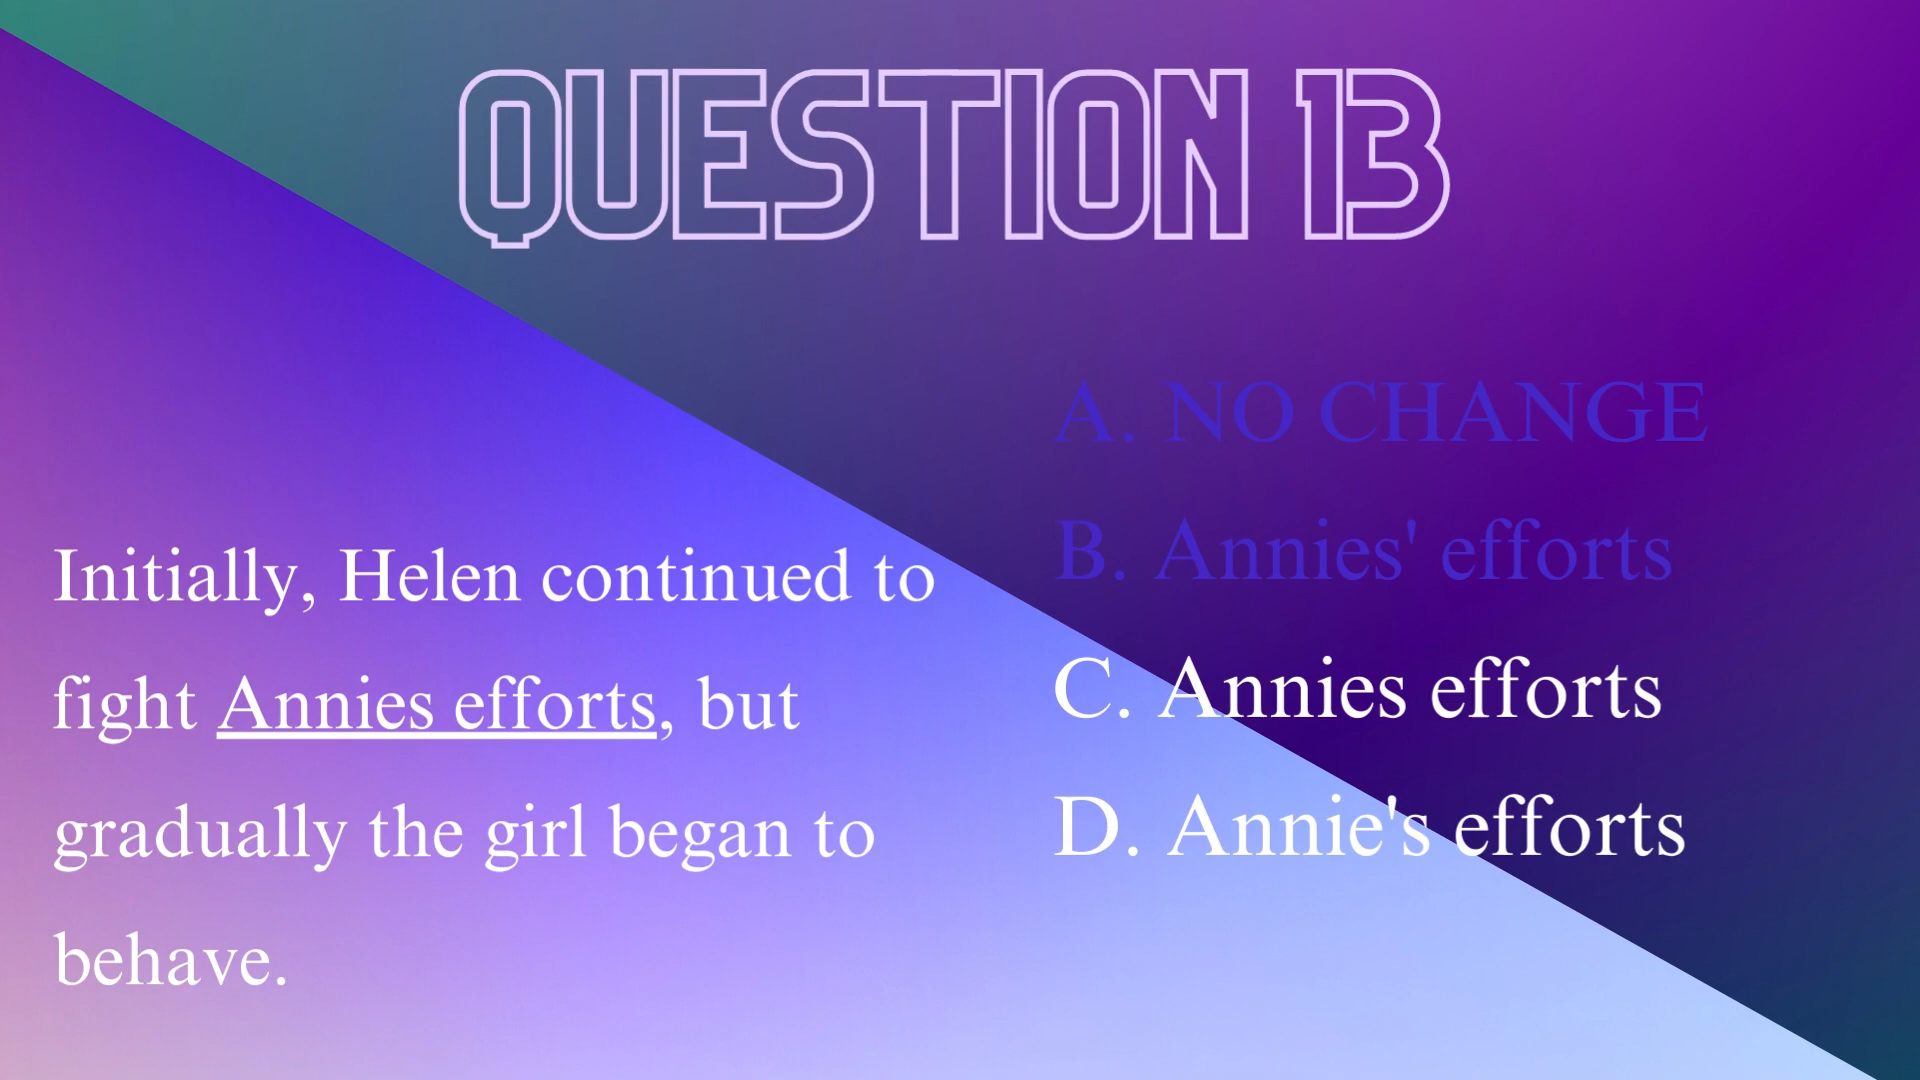 QUESTION 13
Initially, Helen continued to
fight Annies efforts, but
gradually the girl began to
behave.
A. NO CHANGE
B. Annies' efforts
C. Annies efforts
D. Annie's efforts